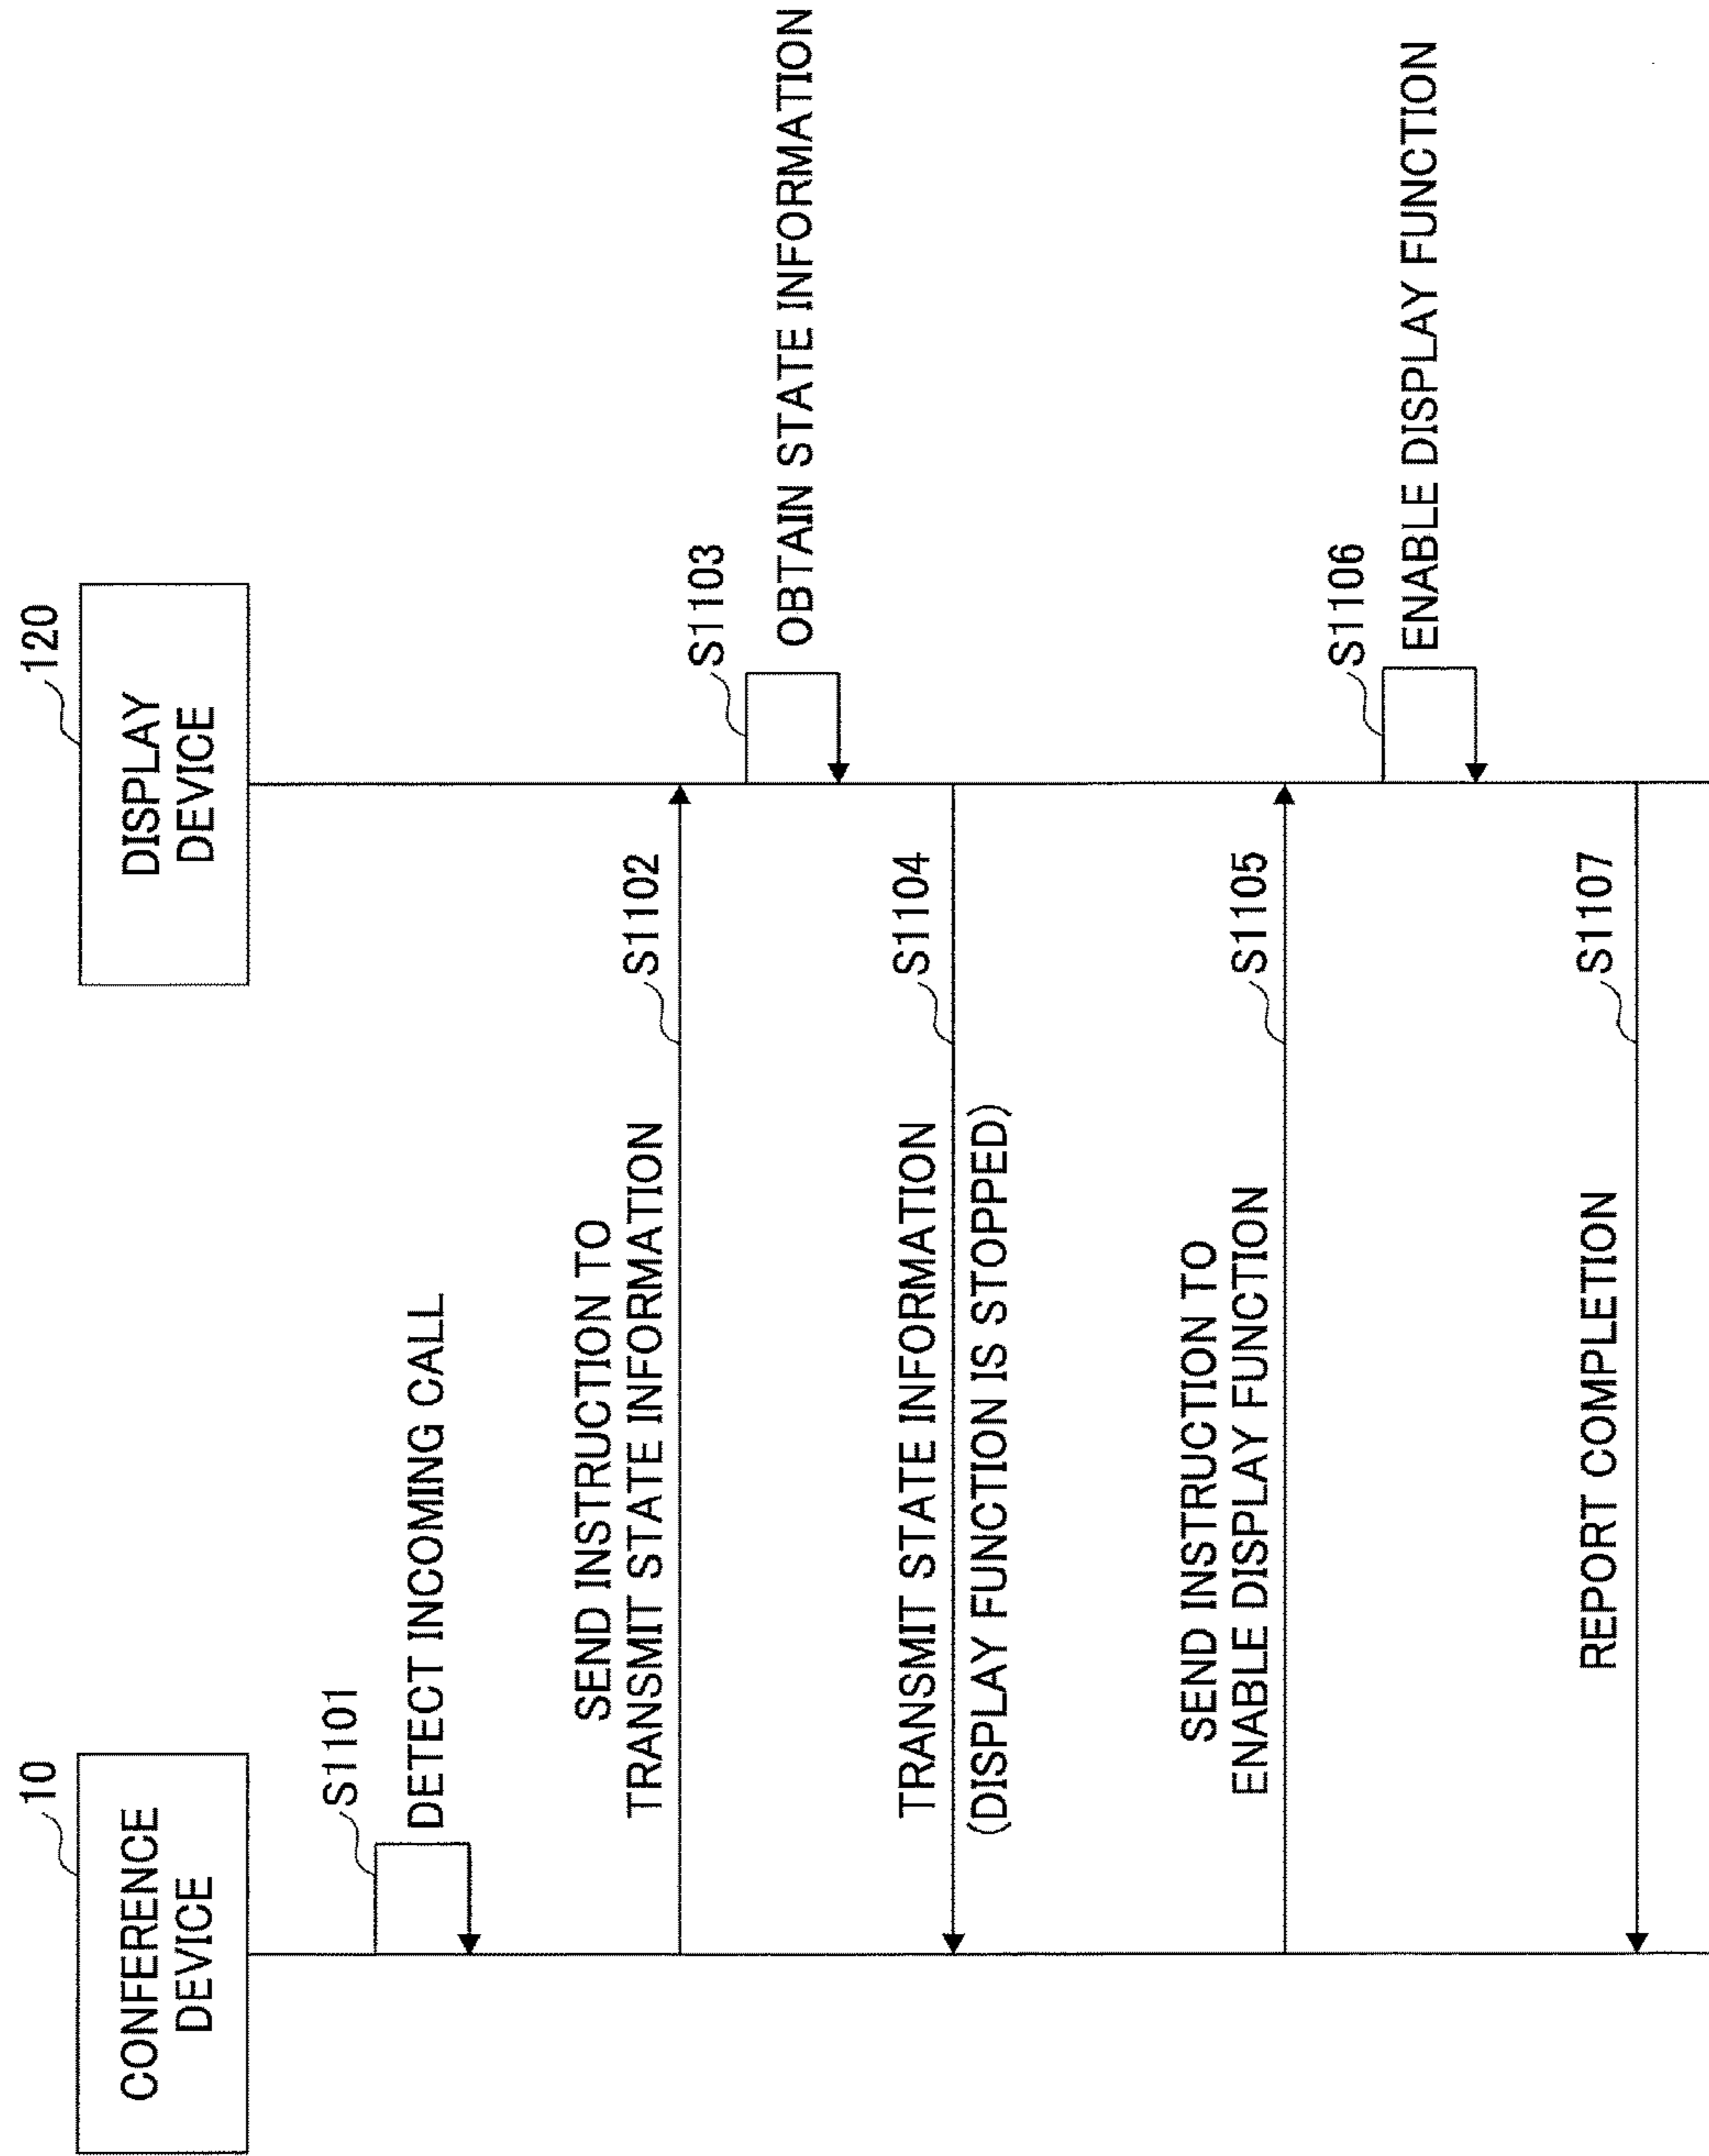 10
CONFERENCE
DEVICE
120
DISPLAY
DEVICE
S1101
DETECT INCOMING CALL
SEND INSTRUCTION TO
TRANSMIT STATE INFORMATION
S1102
S1103
OBTAIN STATE INFORMATION
TRANSMIT STATE INFORMATION
(DISPLAY FUNCTION IS STOPPED)
S1104
SEND INSTRUCTION TO
ENABLE DISPLAY FUNCTION
S1105
S1106
ENABLE DISPLAY FUNCTION
REPORT COMPLETION
S1107